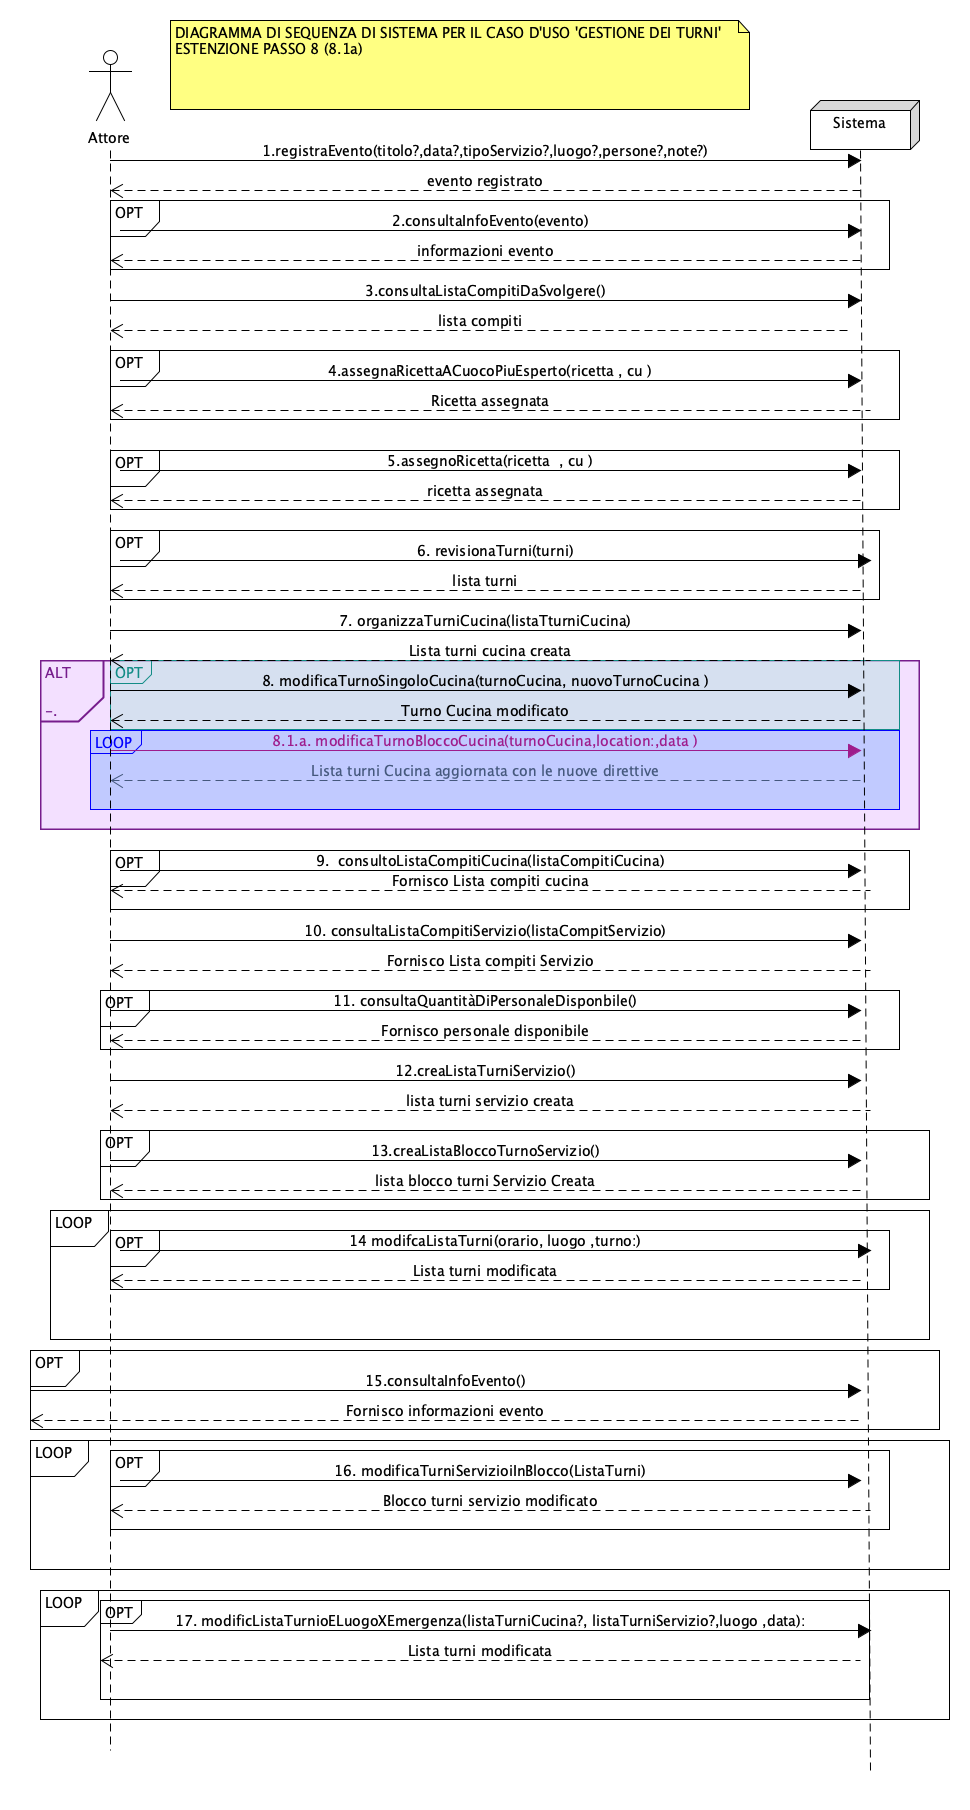 DIAGRAMMA DI SEQUENZA DI SISTEMA PER IL CASO D'USO 'GESTIONE DEI TURNI'
ESTENZIONE PASSO 8 (8.1a)
Attore
Sistema
1.registraEvento(titolo?,data?,tipoServizio?,luogo?,persone?,note?)
evento registrato
OPT
2.consultaInfoEvento(evento)
informazioni evento
3.consultaListaCompitiDaSvolgere()
lista compiti
OPT
4.assegnaRicettaACuocoPiuEsperto(ricetta , cu )
Ricetta assegnata
OPT
5.assegnoRicetta(ricetta  , cu )
ricetta assegnata
OPT
6. revisionaTurni(turni)
lista turni
7. organizzaTurniCucina(listaTturniCucina)
Lista turni cucina creata
ALT
OPT
8. modificaTurnoSingoloCucina(turnoCucina, nuovoTurnoCucina )
-.
Turno Cucina modificato
LOOP
8.1.a. modificaTurnoBloccoCucina(turnoCucina,location:,data )
Lista turni Cucina aggiornata con le nuove direttive
OPT
9.  consultoListaCompitiCucina(listaCompitiCucina)
Fornisco Lista compiti cucina
10. consultaListaCompitiServizio(listaCompitServizio)
Fornisco Lista compiti Servizio
OPT
11. consultaQuantitàDiPersonaleDisponbile()
Fornisco personale disponibile
12.creaListaTurniServizio()
lista turni servizio creata
OPT
13.creaListaBloccoTurnoServizio()
lista blocco turni Servizio Creata
LOOP
OPT
14 modifcaListaTurni(orario, luogo ,turno:)
Lista turni modificata
OPT
15.consultaInfoEvento()
Fornisco informazioni evento
LOOP
OPT
16. modificaTurniServizioiInBlocco(ListaTurni)
Blocco turni servizio modificato
LOOP
OPT
17. modificListaTurnioELuogoXEmergenza(listaTurniCucina?, listaTurniServizio?,luogo ,data):
Lista turni modificata